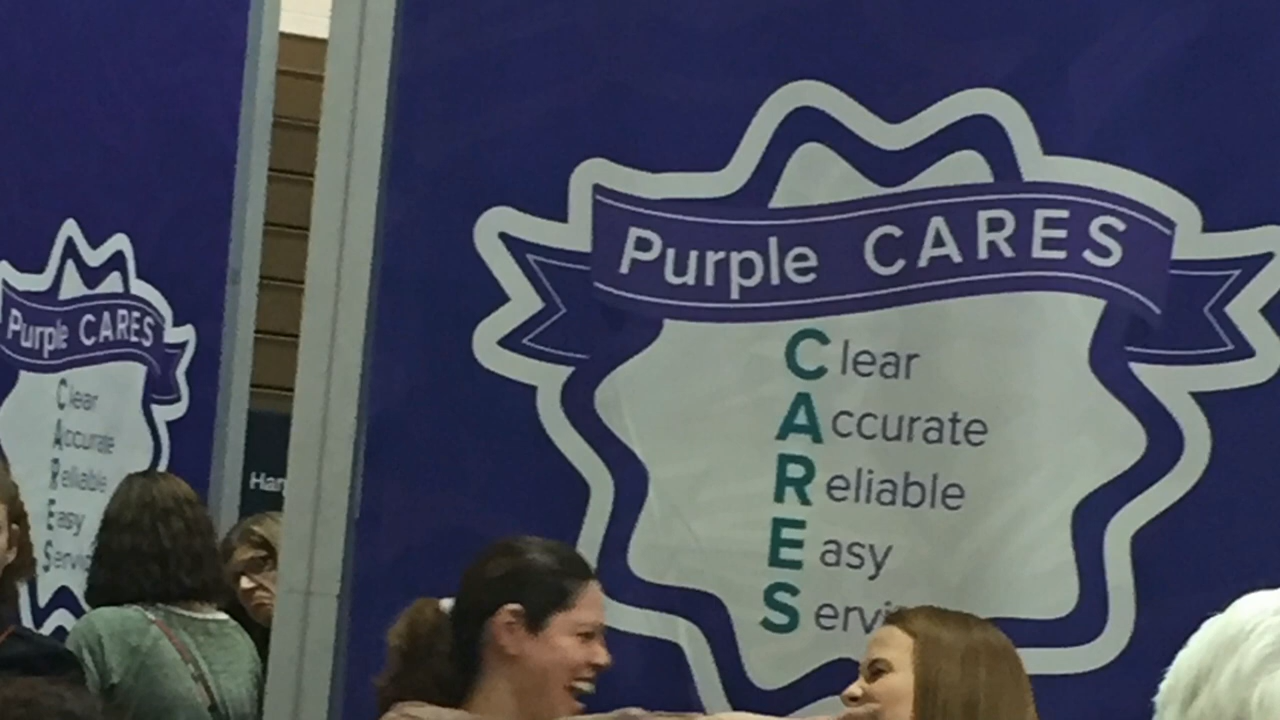 Purple CARES
Clear
Accurate
Reliable
Easy
Purple CARES
Clear
Accurate
Reliable
Easy